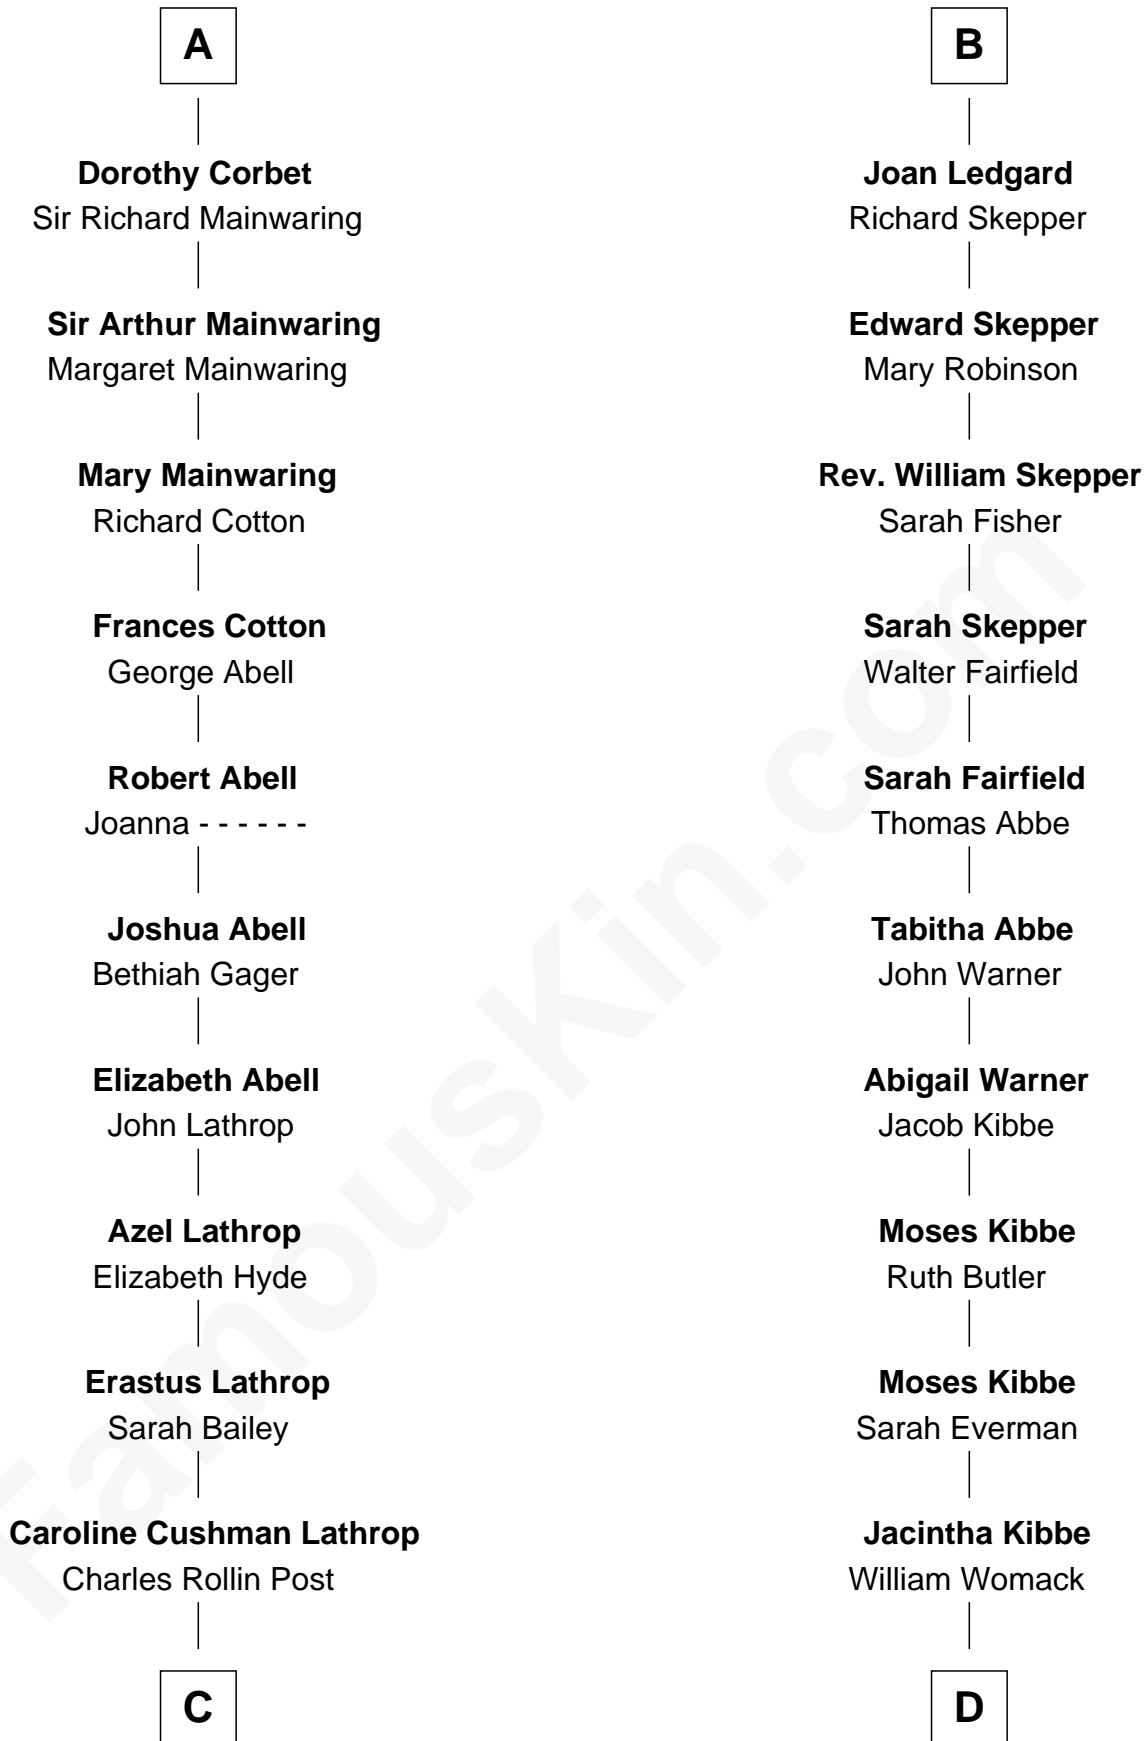 A
Dorothy Corbet
Sir Richard Mainwaring
Sir Arthur Mainwaring
Margaret Mainwaring
Mary Mainwaring
Richard Cotton
Frances Cotton
George Abell
Robert Abell
Joanna - - - - - -
Joshua Abell
Bethiah Gager
Elizabeth Abell
John Lathrop
Azel Lathrop
Elizabeth Hyde
Erastus Lathrop
Sarah Bailey
Caroline Cushman Lathrop
Charles Rollin Post
C
B
Joan Ledgard
Richard Skepper
Edward Skepper
Mary Robinson
Rev. William Skepper
Sarah Fisher
Sarah Skepper
Walter Fairfield
Sarah Fairfield
Thomas Abbe
Tabitha Abbe
John Warner
Abigail Warner
Jacob Kibbe
Moses Kibbe
Ruth Butler
Moses Kibbe
Sarah Everman
Jacintha Kibbe
William Womack
D
FamousKin.com